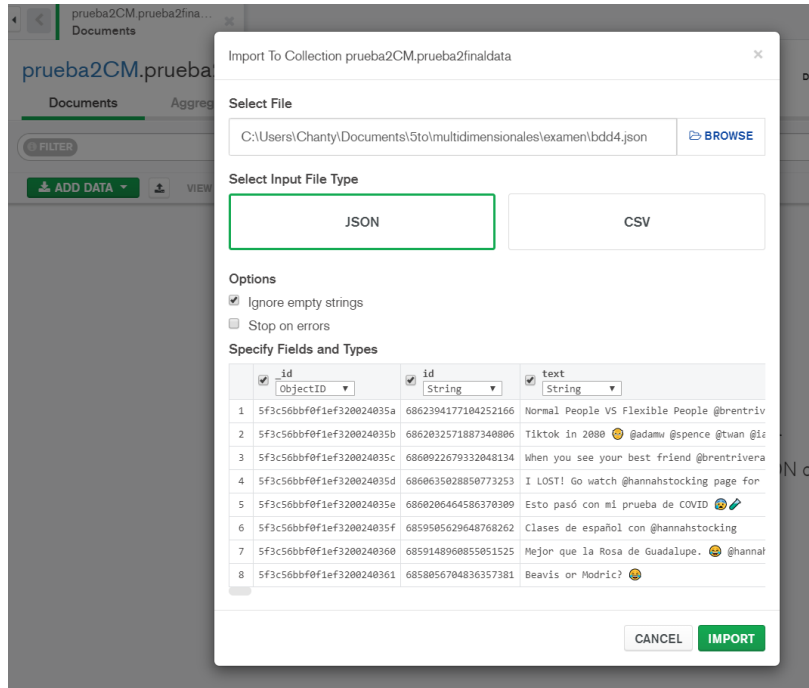 prueba2CM.prueba2fina...
Documents
prueba2CM.prueba
Documents
Aggreg
FILTER
ADD DATA
VIEW
Import To Collection prueba2CM.prueba2finaldata
Select File
C:\Users\Chanty\Documents\5to\multidimensionales\examen\bdd4.json
BROWSE
Select Input File Type
JSON
CSV
Options
Ignore empty strings
Stop on errors
Specify Fields and Types
_id id text
ObjectID String String
1 5f3c56bbf0f1ef320024035a 6862394177104252166 Normal People VS Flexible People @brentriv
2 5f3c56bbf0f1ef320024035b 6862032571887340806 Tiktok in 2080 😁 @adamw @spence @twan @ia
3 5f3c56bbf0f1ef320024035c 6860922679332048134 When you see your best friend @brentrivera
4 5f3c56bbf0f1ef320024035d 6860635028850773253 I LOST! Go watch @hannahstocking page for
5 5f3c56bbf0f1ef320024035e 6860206464586370309 Esto pasó con mi prueba de COVID 😰🧪
6 5f3c56bbf0f1ef320024035f 6859505629648768262 Clases de español con @hannahstocking
7 5f3c56bbf0f1ef3200240360 6859148960855051525 Mejor que la Rosa de Guadalupe. 😂 @hannah
8 5f3c56bbf0f1ef3200240361 6858056704836357381 Beavis or Modric? 😂
CANCEL
IMPORT